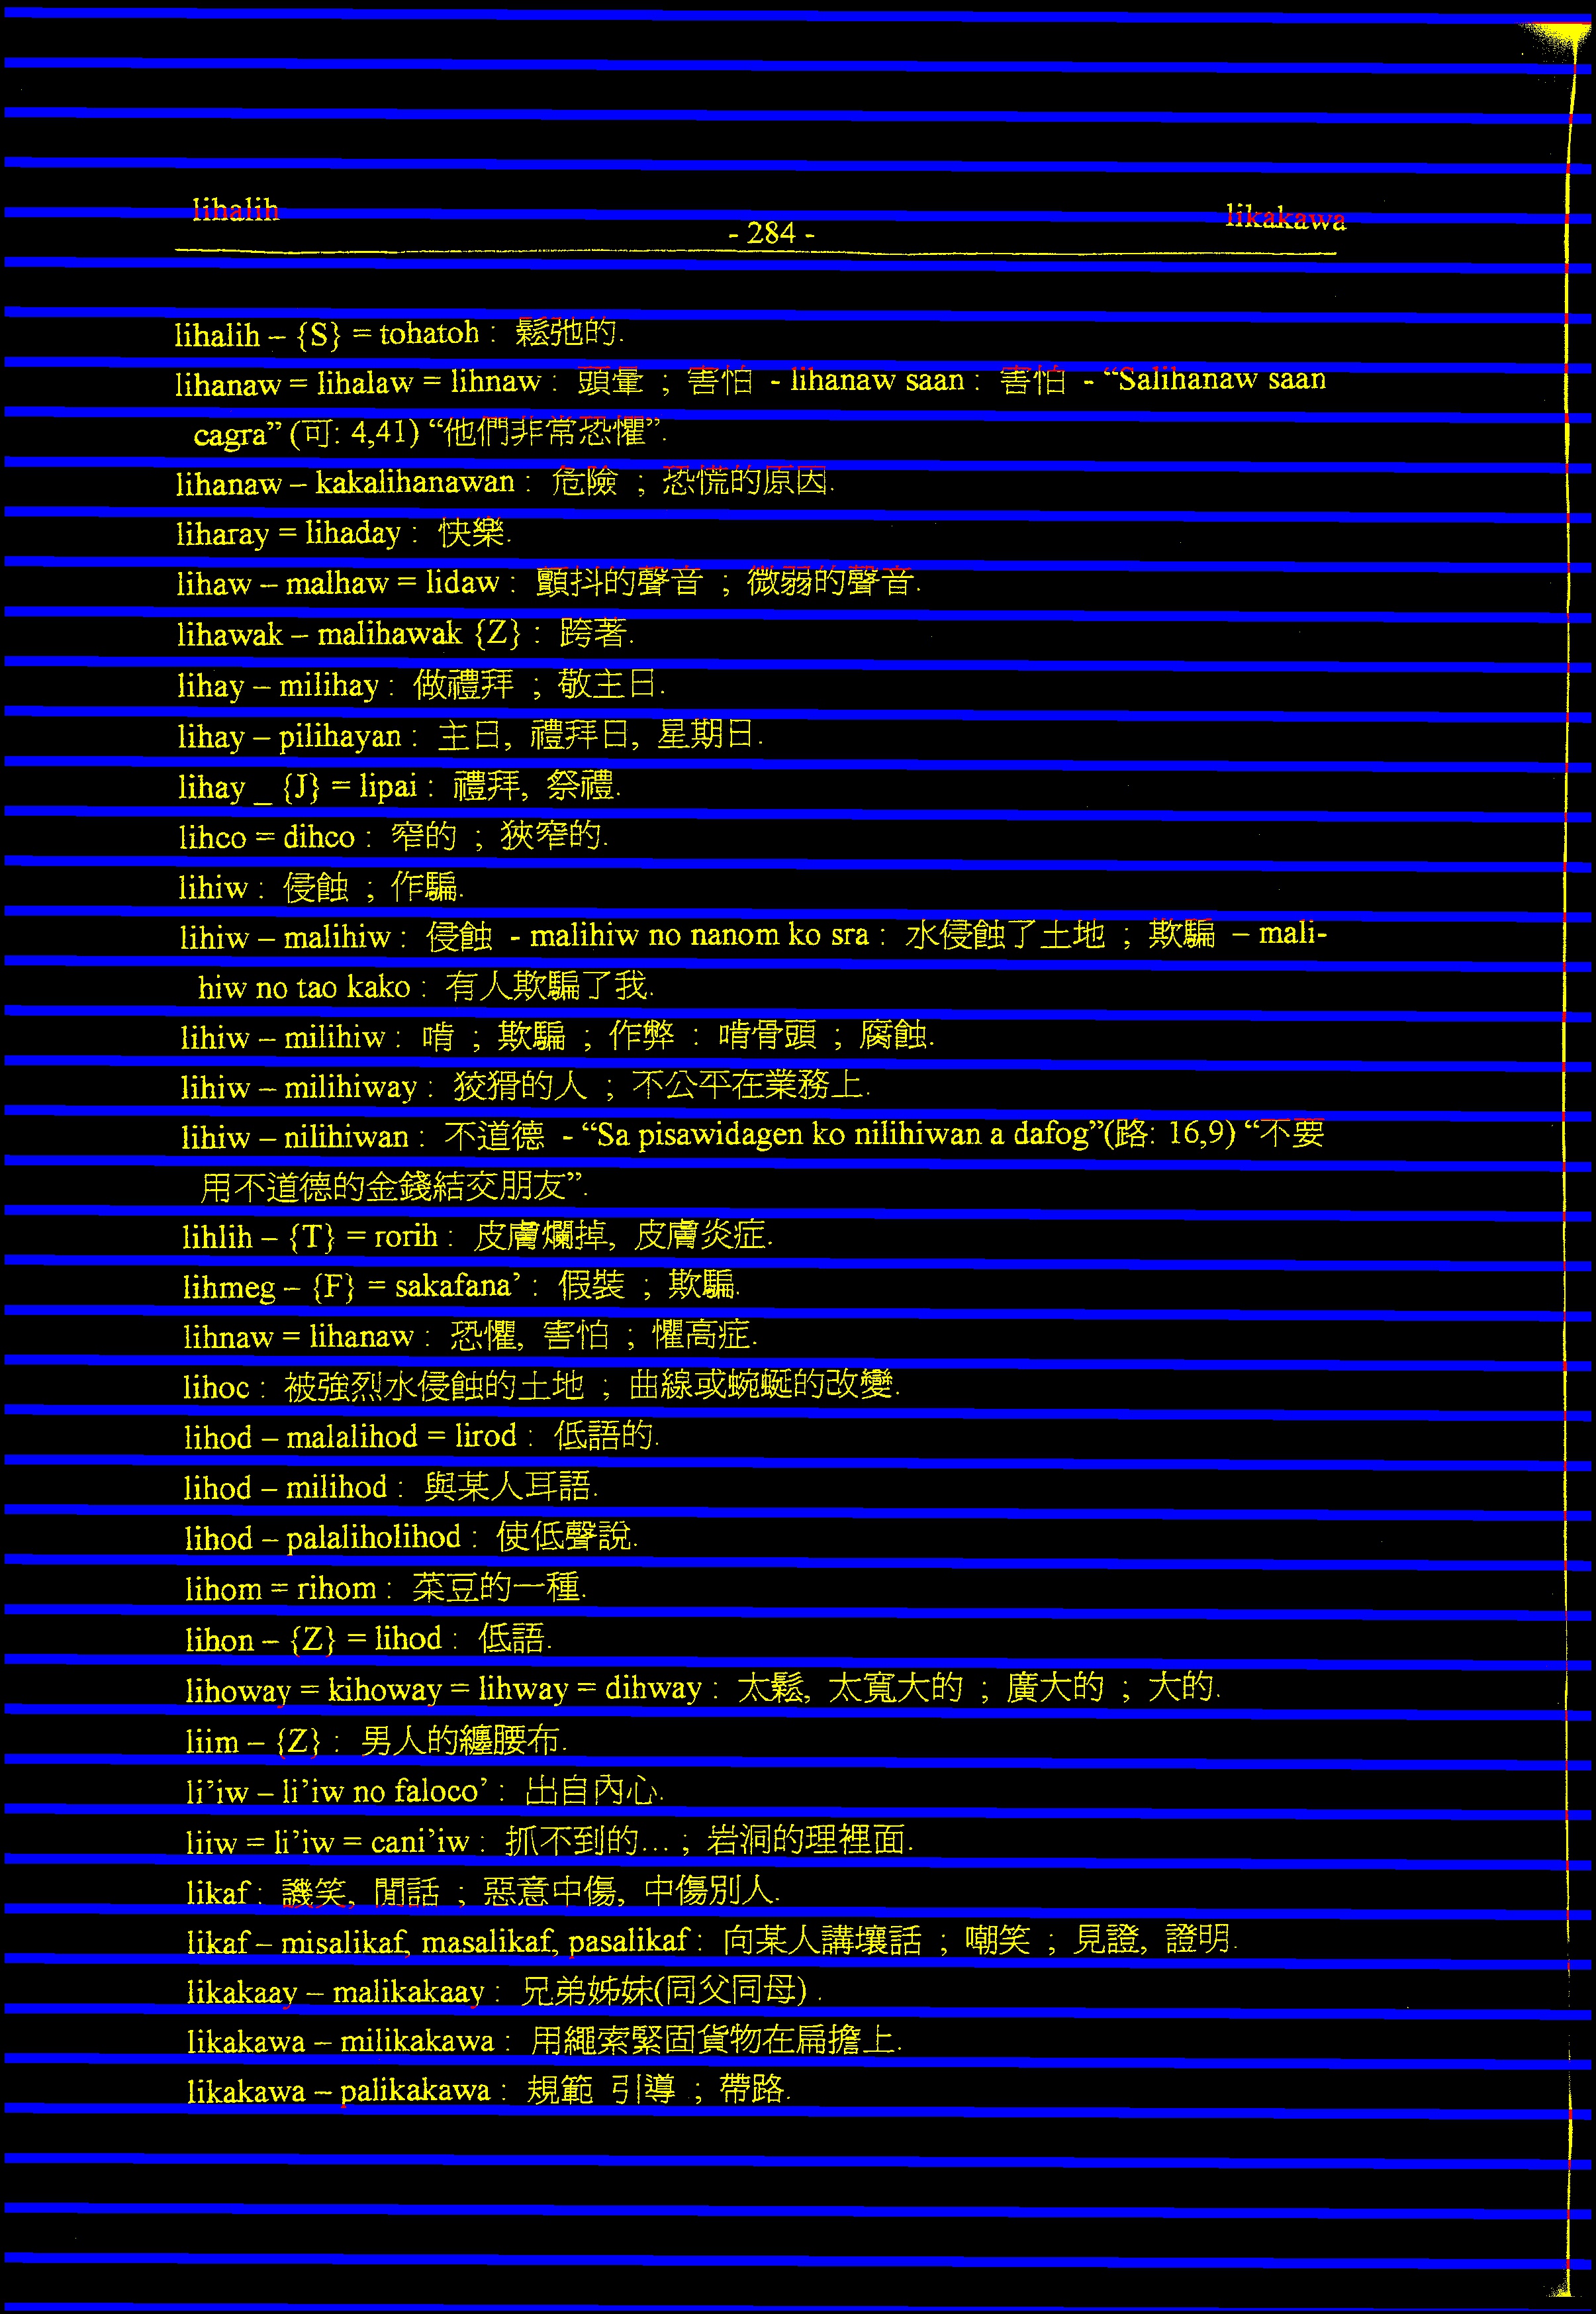 lihalih
- 284 -
likakawa
lihalih – {S} = tohatoh : 鬆弛的.
lihanaw = lihalaw = lihnaw : 頭暈 ; 害怕 - lihanaw saan : 害怕 - “Salihanaw saan
cagra” (可: 4,41) “他們非常恐懼”.
lihanaw – kakalihanawan : 危險 ; 恐慌的原因.
liharay = lihaday : 快樂.
lihaw – malhaw = lidaw : 顫抖的聲音 ; 微弱的聲音.
lihawak – malihawak {Z} : 跨著.
lihay – milihay : 做禮拜 ; 敬主日.
lihay – pilihayan : 主日, 禮拜日, 星期日.
lihay _ {J} = lipai : 禮拜, 祭禮.
lihco = dihco : 窄的 ; 狹窄的.
lihiw : 侵蝕 ; 作騙.
lihiw – malihiw : 侵蝕 - malihiw no nanom ko sra : 水侵蝕了土地 ; 欺騙 – mali-
hiw no tao kako : 有人欺騙了我.
lihiw – milihiw : 啃 ; 欺騙 ; 作弊 : 啃骨頭 ; 腐蝕.
lihiw – milihiway : 狡猾的人 ; 不公平在業務上.
lihiw – nilihiwan : 不道德 - “Sa pisawidagen ko nilihiwan a dafog”(路: 16,9) “不要
用不道德的金錢結交朋友”.
lihlih – {T} = rorih : 皮膚爛掉, 皮膚炎症.
lihmeg – {F} = sakafana’ : 假裝 ; 欺騙.
lihnaw = lihanaw : 恐懼, 害怕 ; 懼高症.
lihoc : 被強烈水侵蝕的土地 ; 曲線或蜿蜒的改變.
lihod – malalihod = lirod : 低語的.
lihod – milihod : 與某人耳語.
lihod – palaliholihod : 使低聲說.
lihom = rihom : 菜豆的一種.
lihon – {Z} = lihod : 低語.
lihoway = kihoway = lihway = dihway : 太鬆, 太寬大的 ; 廣大的 ; 大的.
liim – {Z} : 男人的纏腰布.
li’iw – li’iw no faloco’ : 出自內心.
liiw = li’iw = cani’iw : 抓不到的... ; 岩洞的理裡面.
likaf : 譏笑, 閒話 ; 惡意中傷, 中傷別人.
likaf – misalikaf, masalikaf, pasalikaf : 向某人講壞話 ; 嘲笑 ; 見證, 證明.
likakaay – malikakaay : 兄弟姊妹(同父同母) .
likakawa – milikakawa : 用繩索緊固貨物在扁擔上.
likakawa – palikakawa : 規範 引導 ; 帶路.